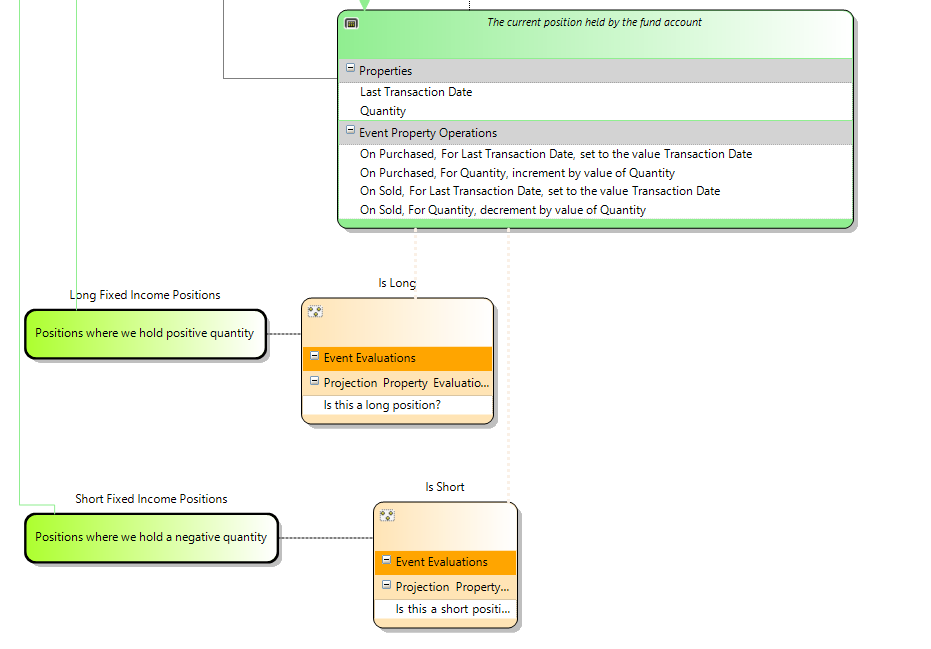 The current position held by the fund account
Properties
Last Transaction Date
Quantity
Event Property Operations
On Purchased, For Last Transaction Date, set to the value Transaction Date
On Purchased, For Quantity, increment by value of Quantity
On Sold, For Last Transaction Date, set to the value Transaction Date
On Sold, For Quantity, decrement by value of Quantity
Is Long
Long Fixed Income Positions
Positions where we hold positive quantity
Event Evaluations
Projection Property Evaluatio...
Is this a long position?
Is Short
Short Fixed Income Positions
Positions where we hold a negative quantity
Event Evaluations
Projection Property...
Is this a short positi...